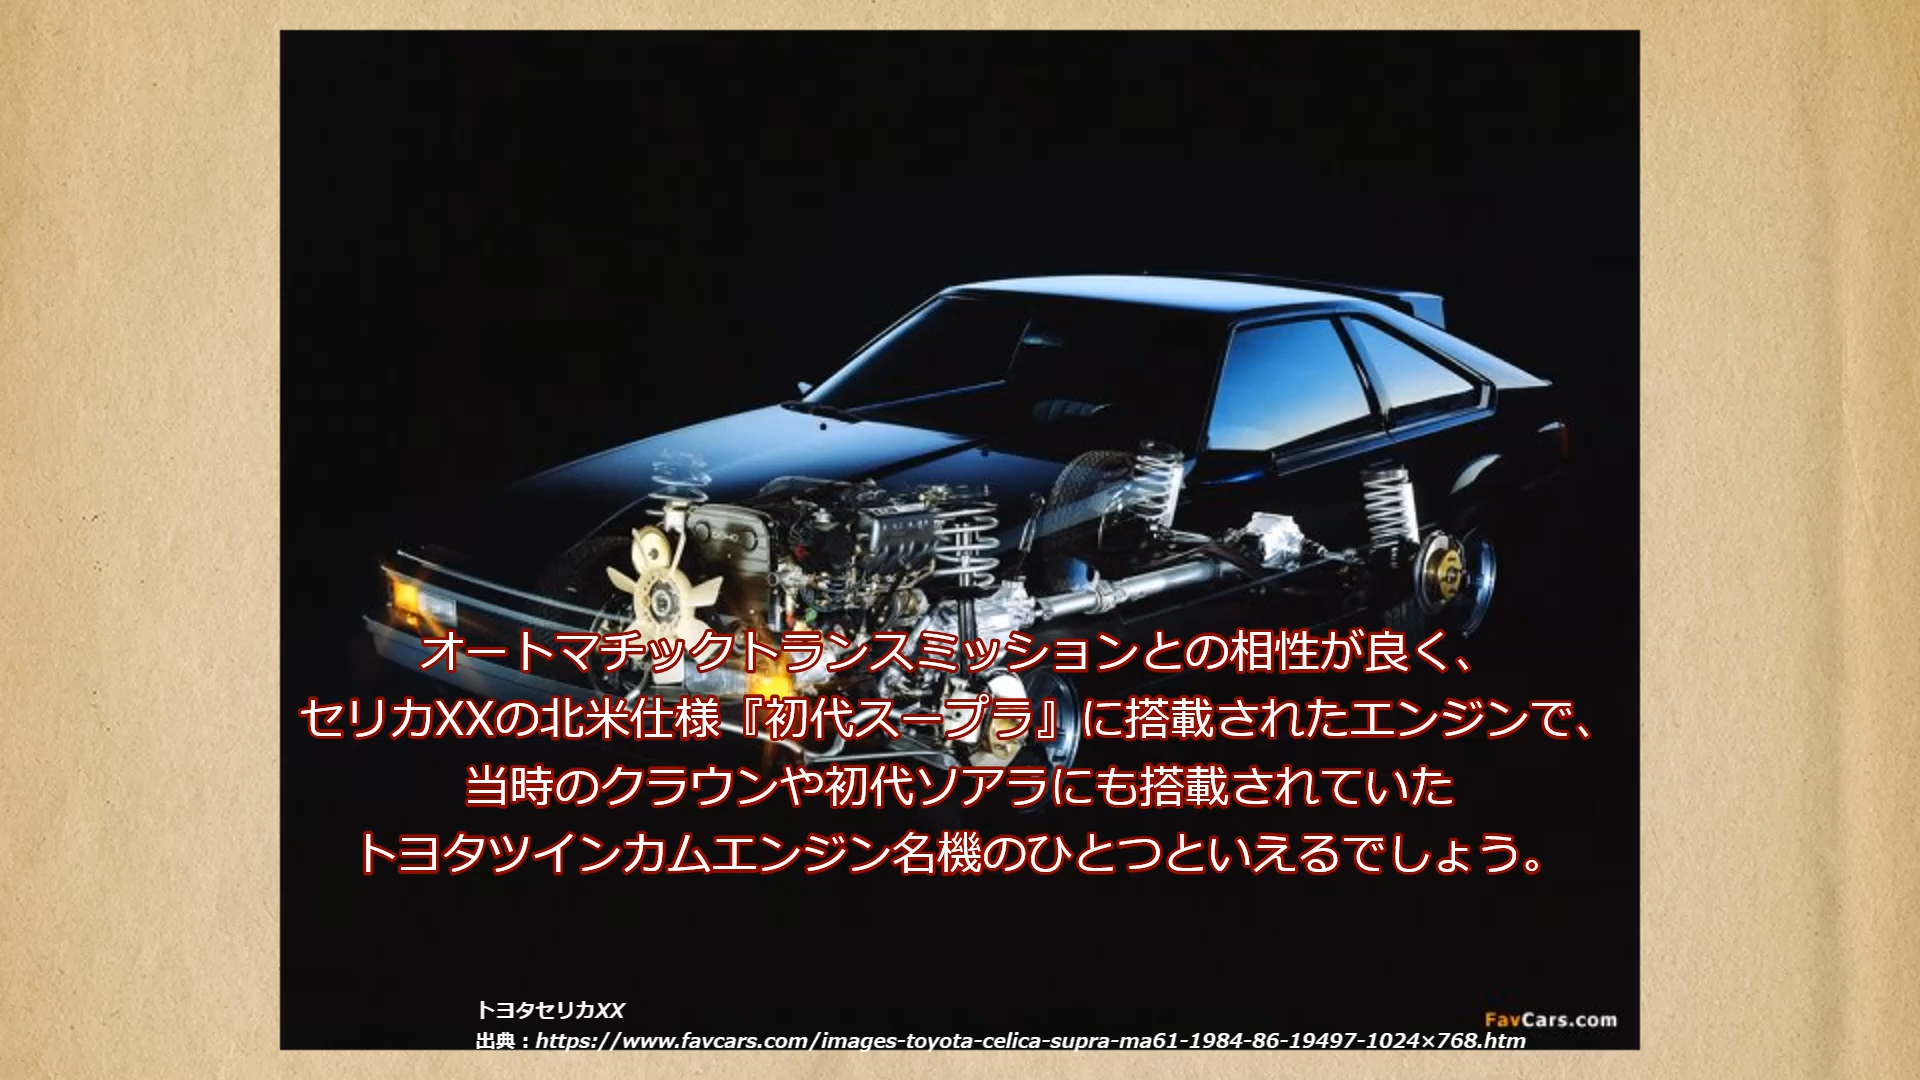 オートマチックトランスミッションとの相性が良く、
セリカXXの北米仕様『初代スープラ』に搭載されたエンジンで、
当時のクラウンや初代ソアラにも搭載されていた
トヨタツインカムエンジン名機のひとつといえるでしょう。
トヨタセリカXX
FavCars.com
出典：https://www.favcars.com/images-toyota-celica-supra-ma61-1984-86-19497-1024×768.htm